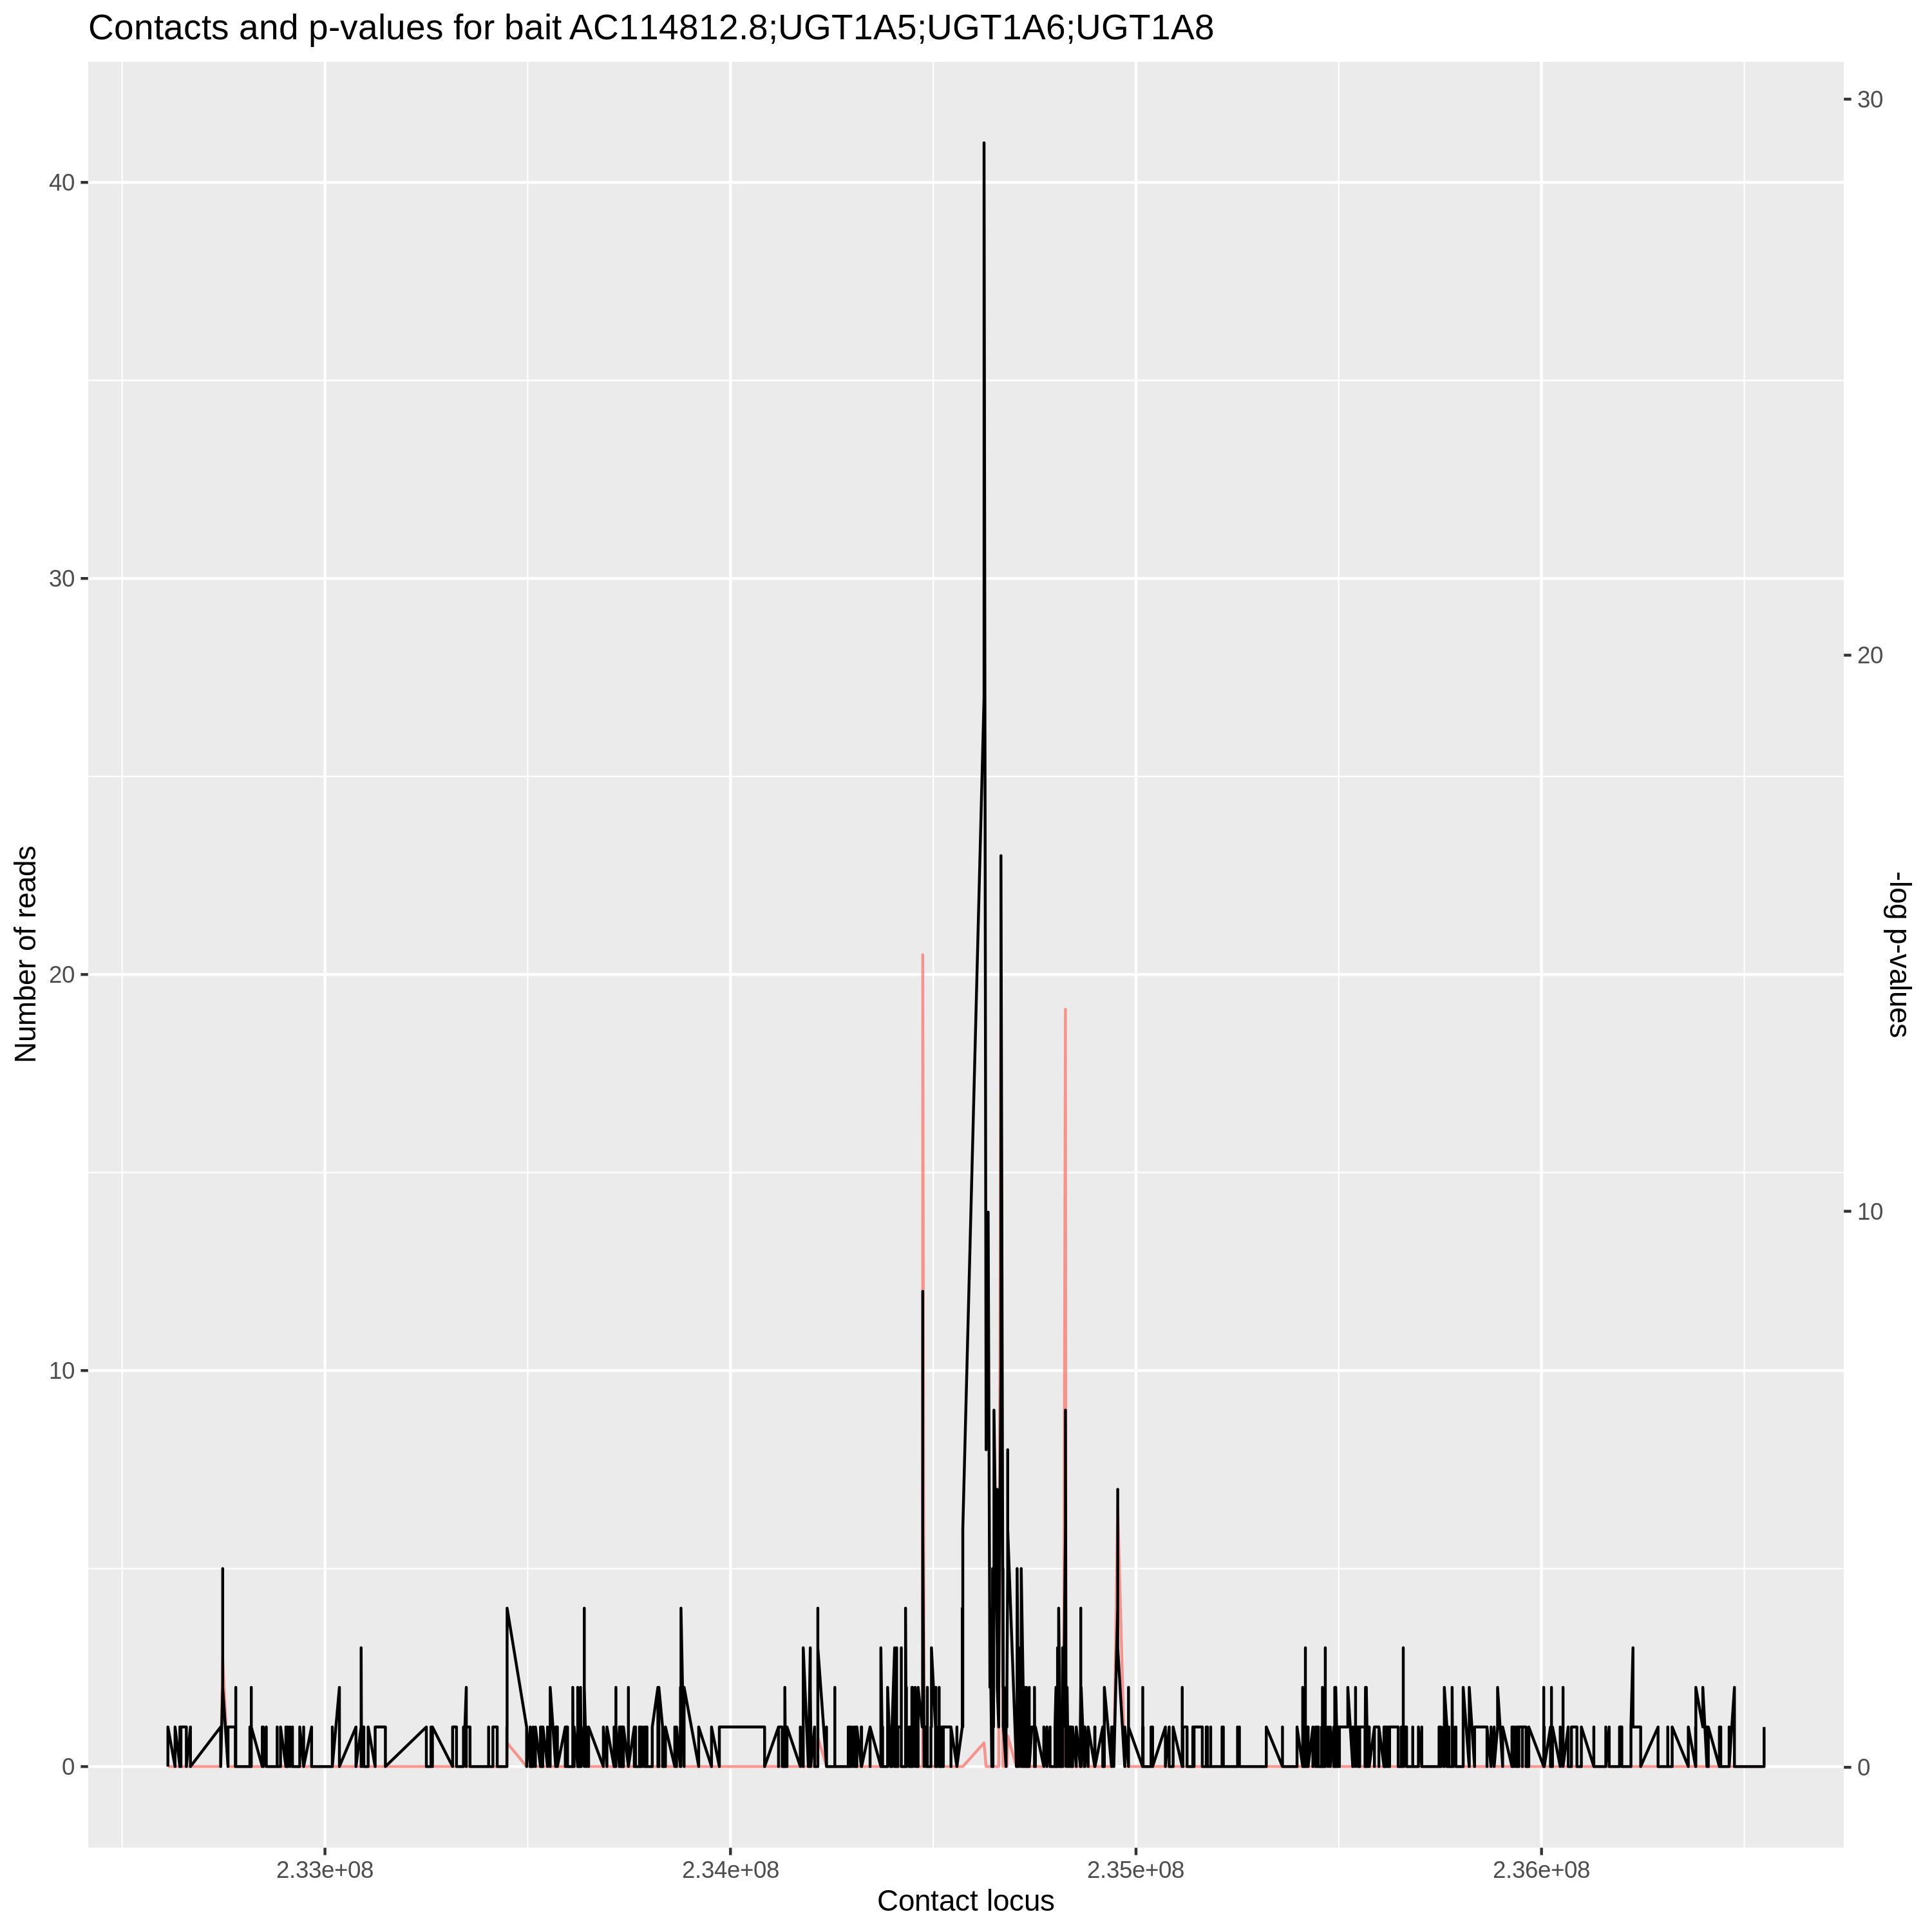 Contacts and p-values for bait AC114812.8;UGT1A5;UGT1A6;UGT1A8
40
30
20
10
0
Number of reads
30
20
10
0
-log p-values
2.33e+08
2.34e+08
2.35e+08
2.36e+08
Contact locus